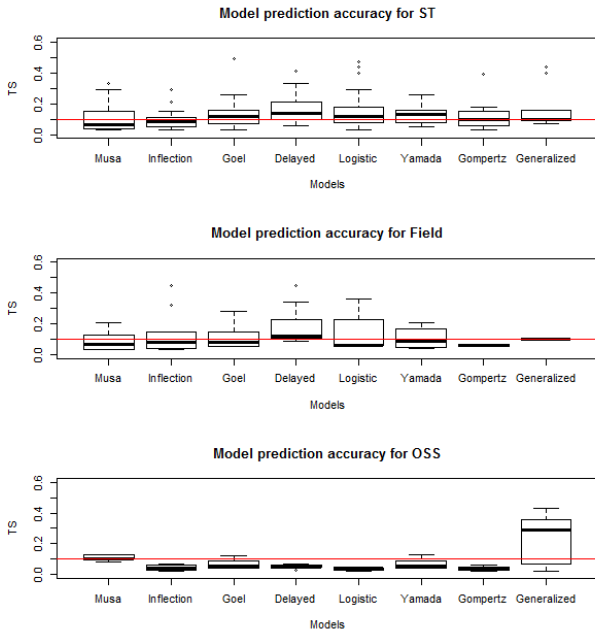 Model prediction accuracy for ST
TS
0.0 0.2 0.4 0.6
Musa Inflection Goel Delayed Logistic Yamada Gompertz Generalized
Models
Model prediction accuracy for Field
TS
0.0 0.2 0.4 0.6
Musa Inflection Goel Delayed Logistic Yamada Gompertz Generalized
Models
Model prediction accuracy for OSS
TS
0.0 0.2 0.4 0.6
Musa Inflection Goel Delayed Logistic Yamada Gompertz Generalized
Models